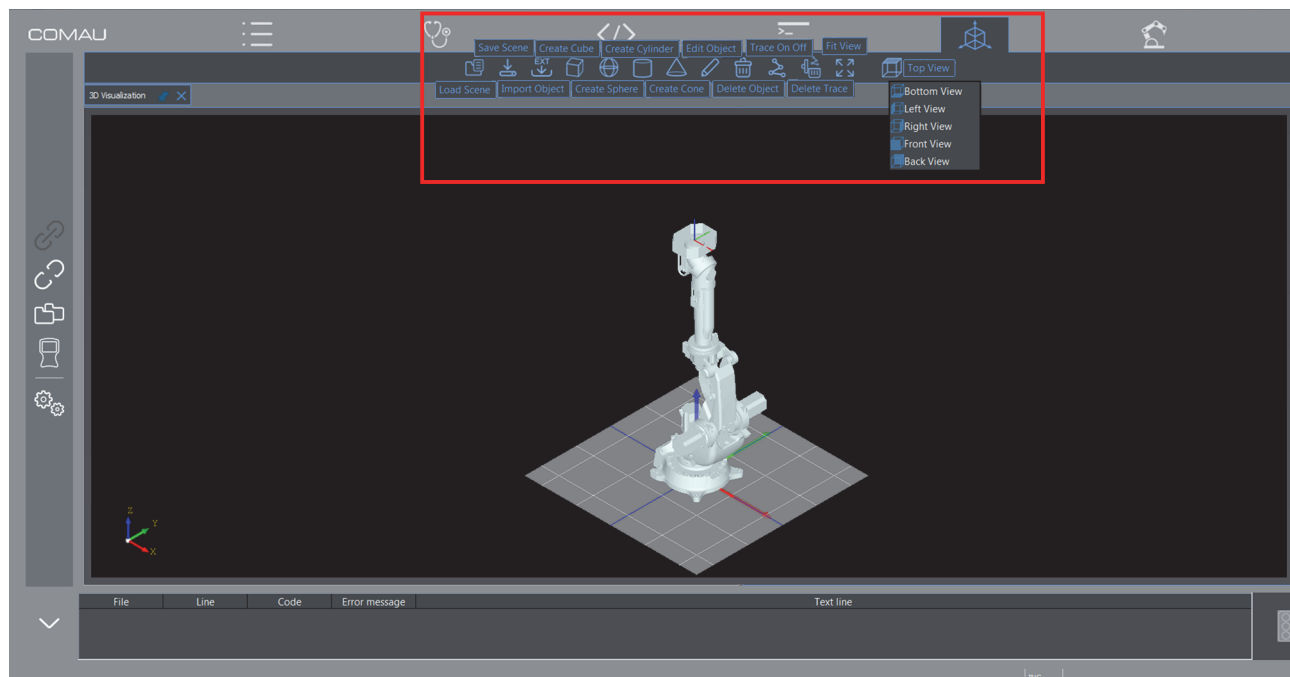 COMAU
Save Scene Create Cube Create Cylinder Edit Object Trace On Off Fit View
EXT
Top View
Load Scene Import Object Create Sphere Create Cone Delete Object Delete Trace
3D Visualization
Bottom View
Left View
Right View
Front View
Back View
Z
Y
X
File Line Code Error message Text line